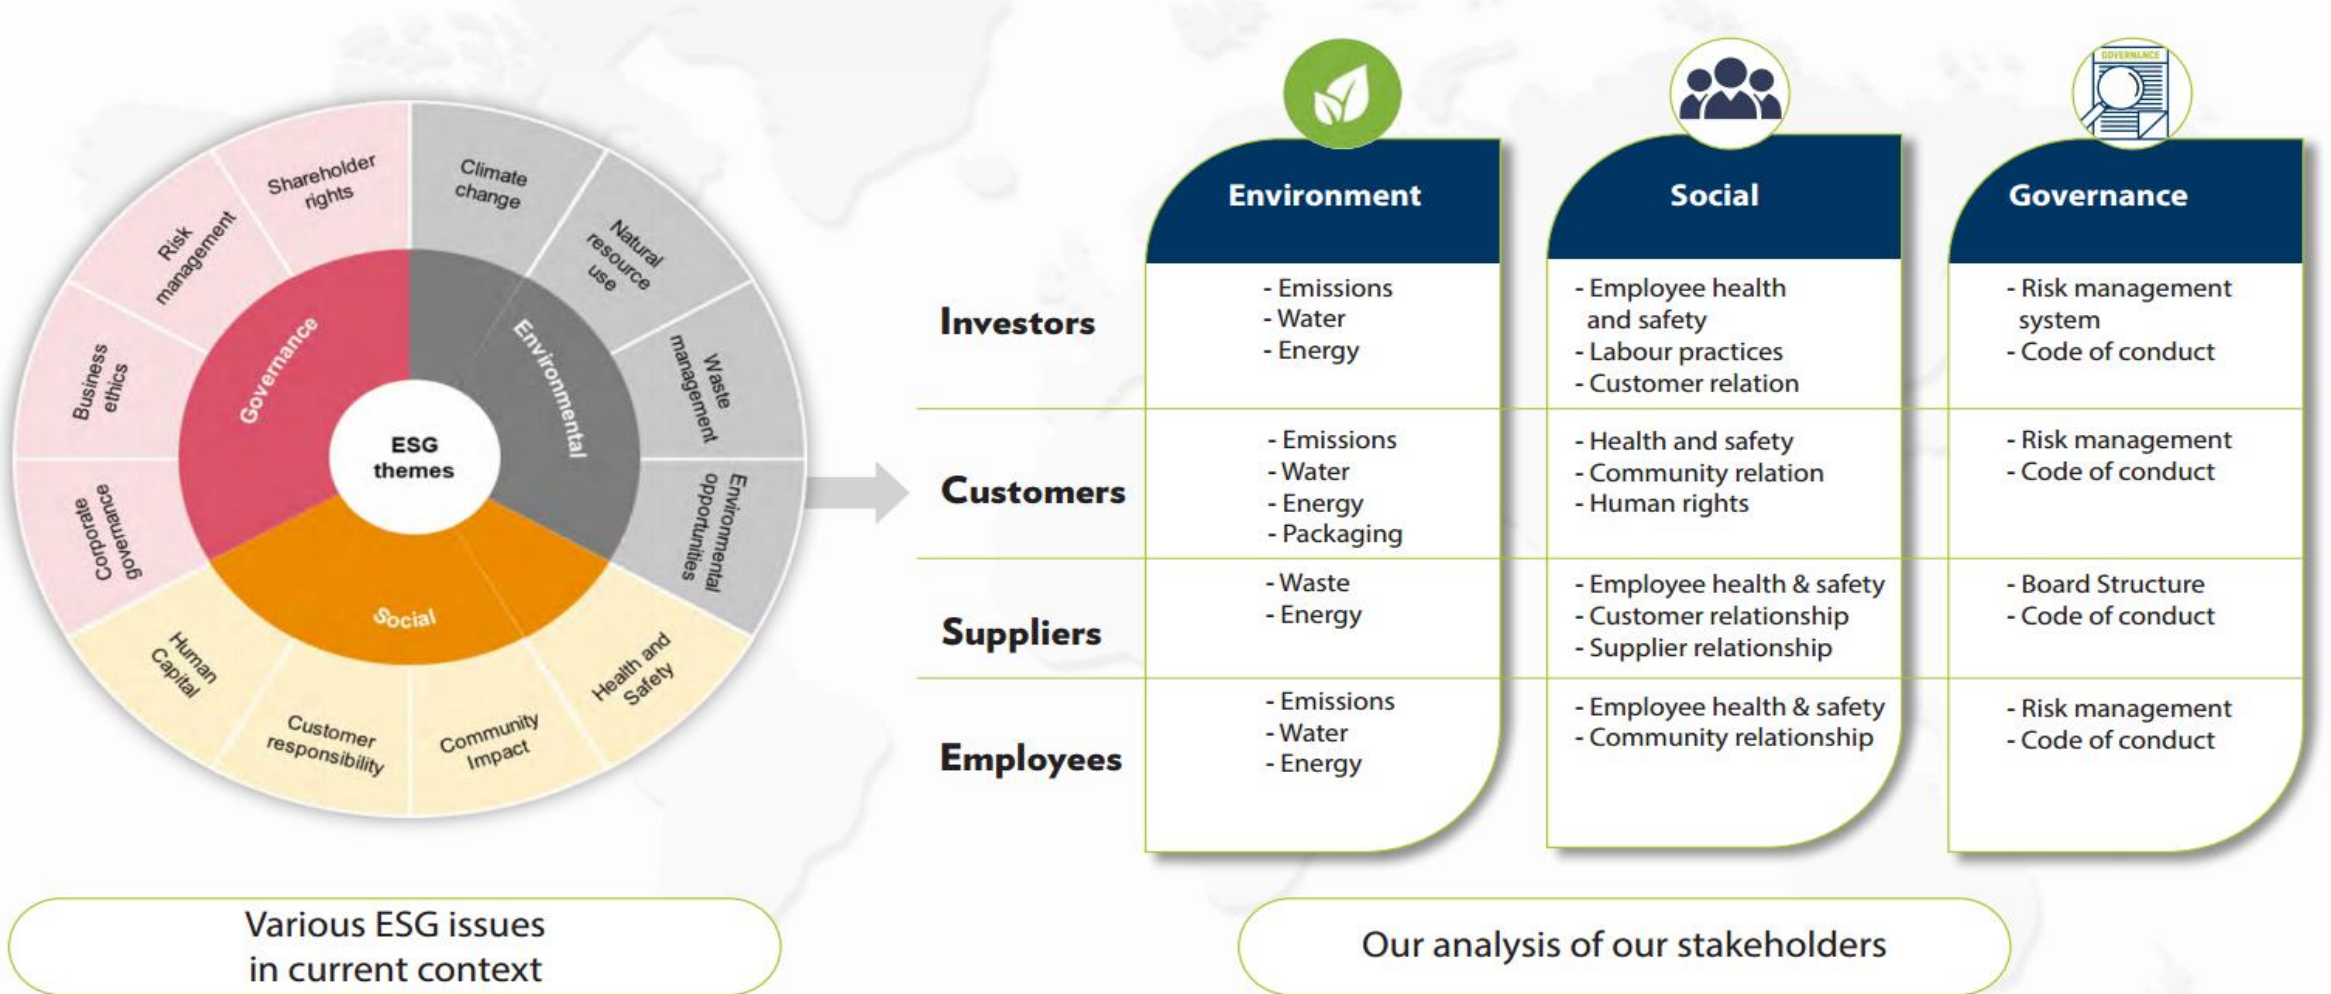 Shareholder
rights
Climate
change
Natural
resource
use
Waste
management
Environmental
opportunities
Health and
Safety
Community
Impact
Customer
responsibility
Human
Capital
Corporate
governance
Business
ethics
Risk
management
Governance
Environmental
Social
ESG
themes
Various ESG issues
in current context
GOVERNANCE
Environment
Social
Governance
Investors
- Emissions
- Water
- Energy
- Employee health
and safety
- Labour practices
- Customer relation
- Risk management
system
- Code of conduct
Customers
- Emissions
- Water
- Energy
- Packaging
- Health and safety
- Community relation
- Human rights
- Risk management
- Code of conduct
Suppliers
- Waste
- Energy
- Employee health & safety
- Customer relationship
- Supplier relationship
- Board Structure
- Code of conduct
Employees
- Emissions
- Water
- Energy
- Employee health & safety
- Community relationship
- Risk management
- Code of conduct
Our analysis of our stakeholders